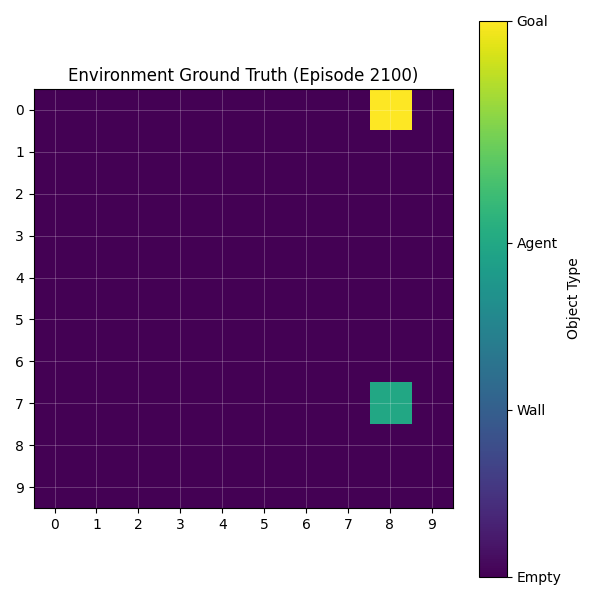 Environment Ground Truth (Episode 2100)
0
1
2
3
4
5
6
7
8
9
0 1 2 3 4 5 6 7 8 9
Goal
Agent
Wall
Empty
Object Type